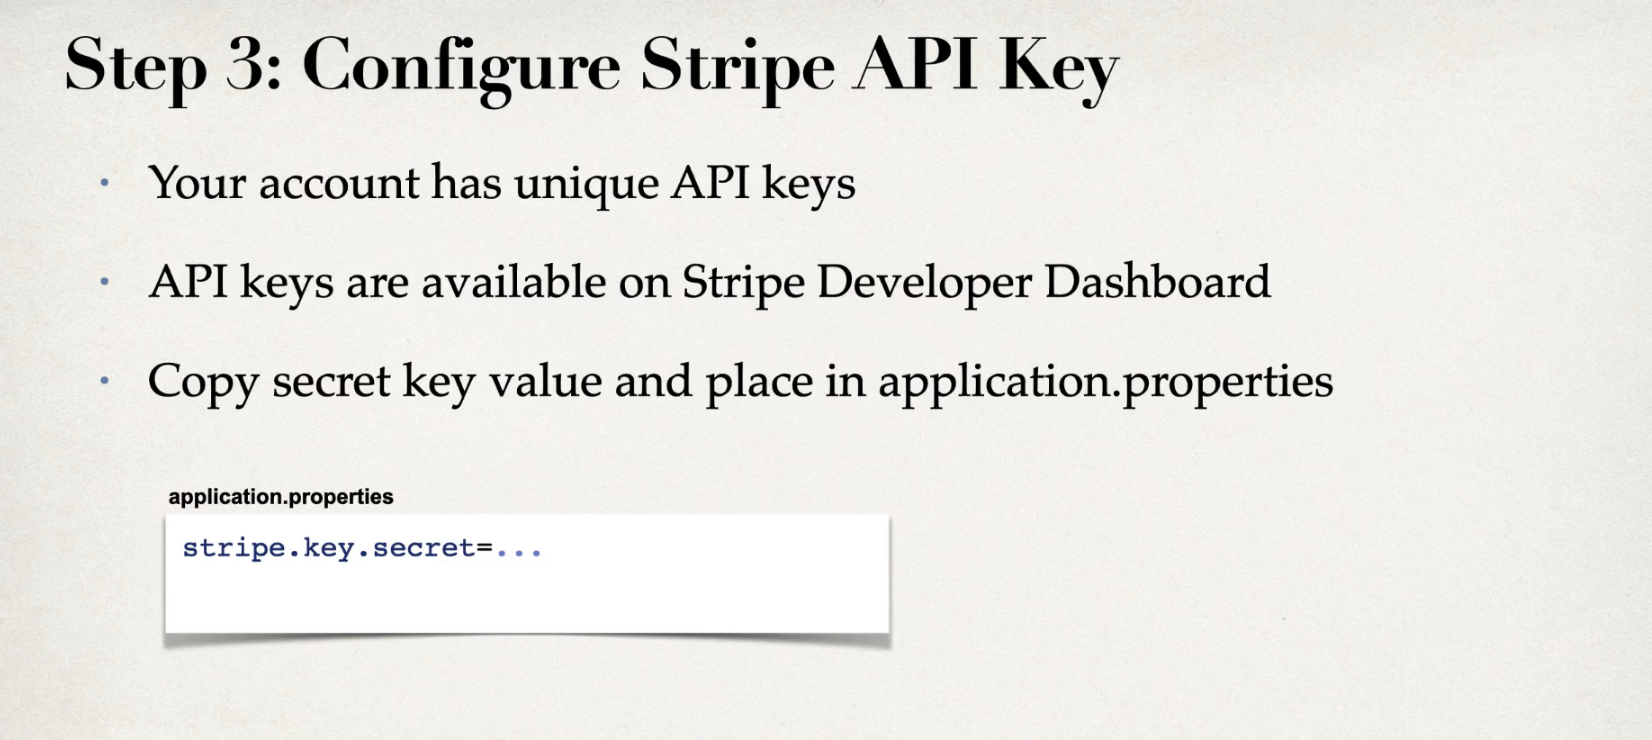 Step 3: Configure Stripe API Key
• Your account has unique API keys
• API keys are available on Stripe Developer Dashboard
• Copy secret key value and place in application.properties
application.properties
stripe.key.secret=...